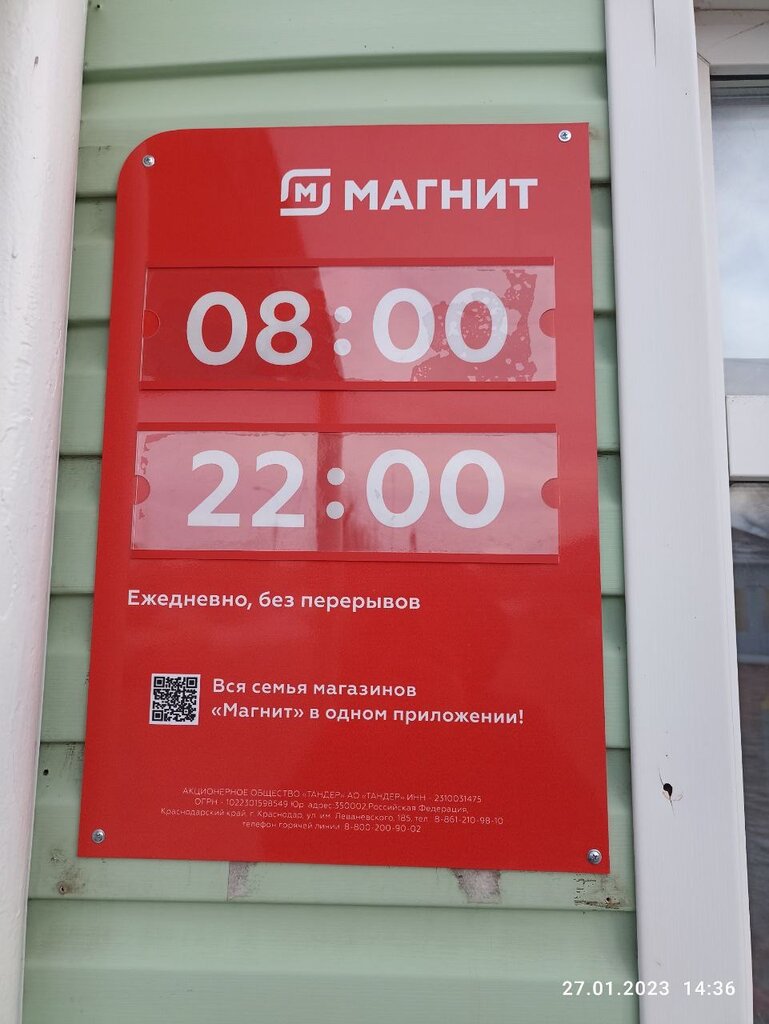 М МАГНИТ
08:00
22:00
Ежедневно, без перерывов
Вся семья магазинов
«Магнит» в одном приложении!
АКЦИОНЕРНОЕ ОБЩЕСТВО «ТАНДЕР» АО «ТАНДЕР» ИНН - 2310031475
ОГРН - 1022301598549 Юр. адрес:350002,Российская Федерация,
Краснодарский край, г. Краснодар, ул. им. Леваневского, 185, тел. 8-861-210-98-10
телефон горячей линии: 8-800-200-90-02
27.01.2023 14:36